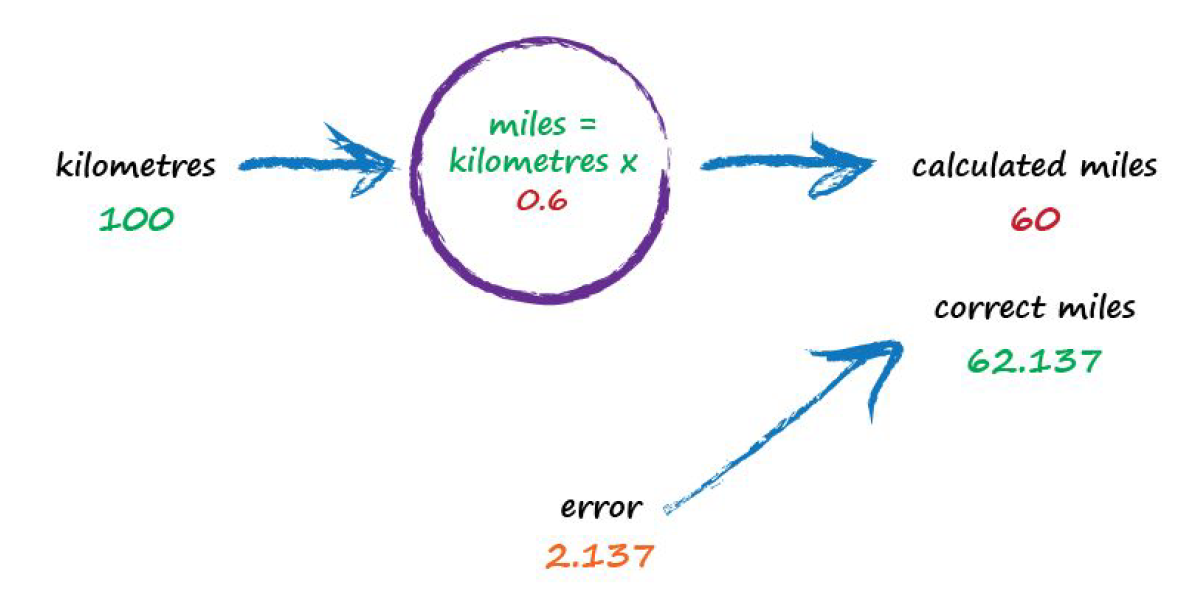 kilometres
100
miles =
kilometres x
0.6
calculated miles
60
correct miles
62.137
error
2.137